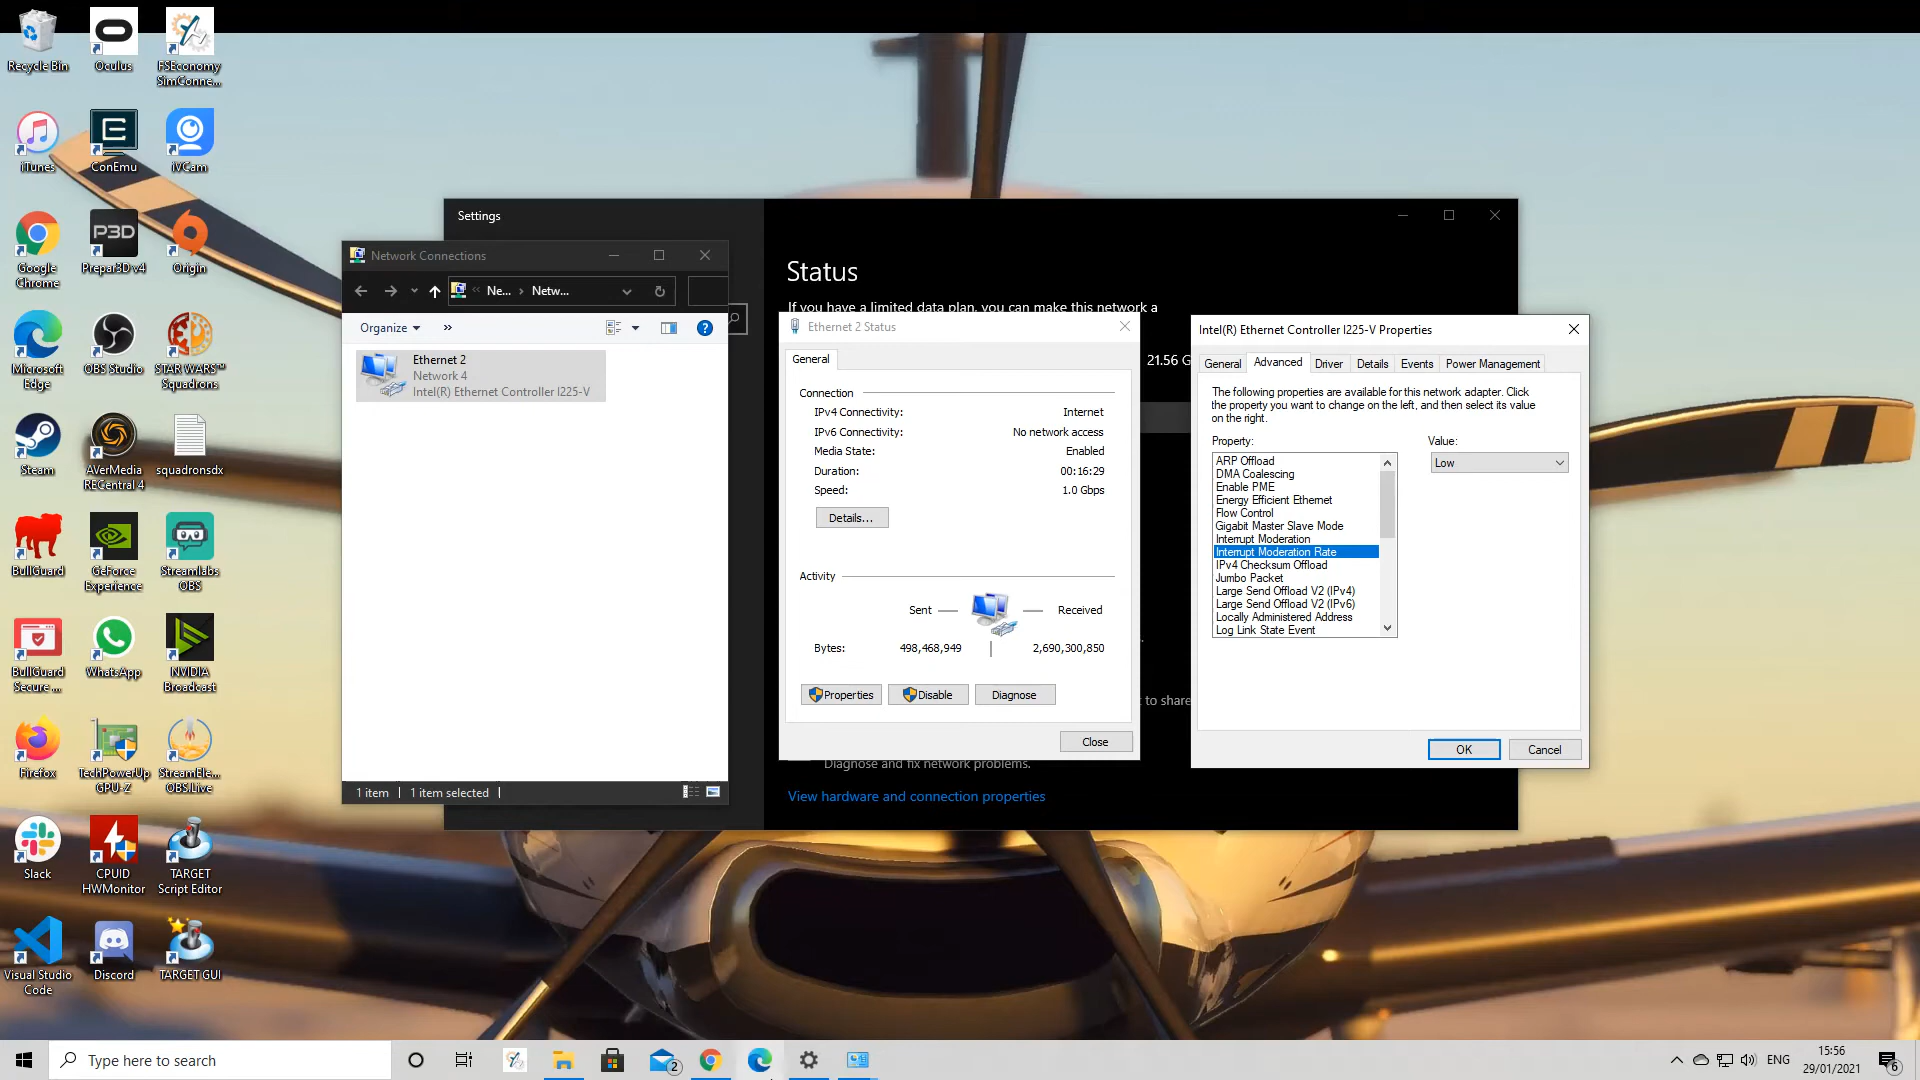 Recycle Bin
Oculus
FSEconomy
SimConne...
iTunes
ConEmu
iVCam
Google
Chrome
P3D
Prepar3D v4
Origin
Microsoft
Edge
OBS Studio
STAR WARS™
Squadrons
Steam
AVerMedia
RECentral 4
squadronsdx
BullGuard
GeForce
Experience
Streamlabs
OBS
BullGuard
Secure ...
WhatsApp
NVIDIA
Broadcast
Firefox
TechPowerUp
GPU-Z
StreamEle...
OBS.Live
Slack
CPUID
HWMonitor
TARGET
Script Editor
Visual Studio
Code
Discord
TARGET GUI
Settings
Status
If you have a limited data plan, you can make this network a
21.56 G
t to share
Diagnose and fix network problems.
View hardware and connection properties
Network Connections
« Ne... › Netw...
Organize »
Ethernet 2
Network 4
Intel(R) Ethernet Controller I225-V
1 item
1 item selected
Ethernet 2 Status
General
Connection
IPv4 Connectivity: Internet
IPv6 Connectivity: No network access
Media State: Enabled
Duration: 00:16:29
Speed: 1.0 Gbps
Details...
Activity
Sent — — Received
Bytes: 498,468,949 2,690,300,850
Properties
Disable
Diagnose
Close
Intel(R) Ethernet Controller I225-V Properties
General Advanced Driver Details Events Power Management
The following properties are available for this network adapter. Click
the property you want to change on the left, and then select its value
on the right.
Property:
Value:
ARP Offload
DMA Coalescing
Enable PME
Energy Efficient Ethernet
Flow Control
Gigabit Master Slave Mode
Interrupt Moderation
Interrupt Moderation Rate
IPv4 Checksum Offload
Jumbo Packet
Large Send Offload V2 (IPv4)
Large Send Offload V2 (IPv6)
Locally Administered Address
Log Link State Event
Low
OK
Cancel
Type here to search
2
ENG
15:56
29/01/2021
6